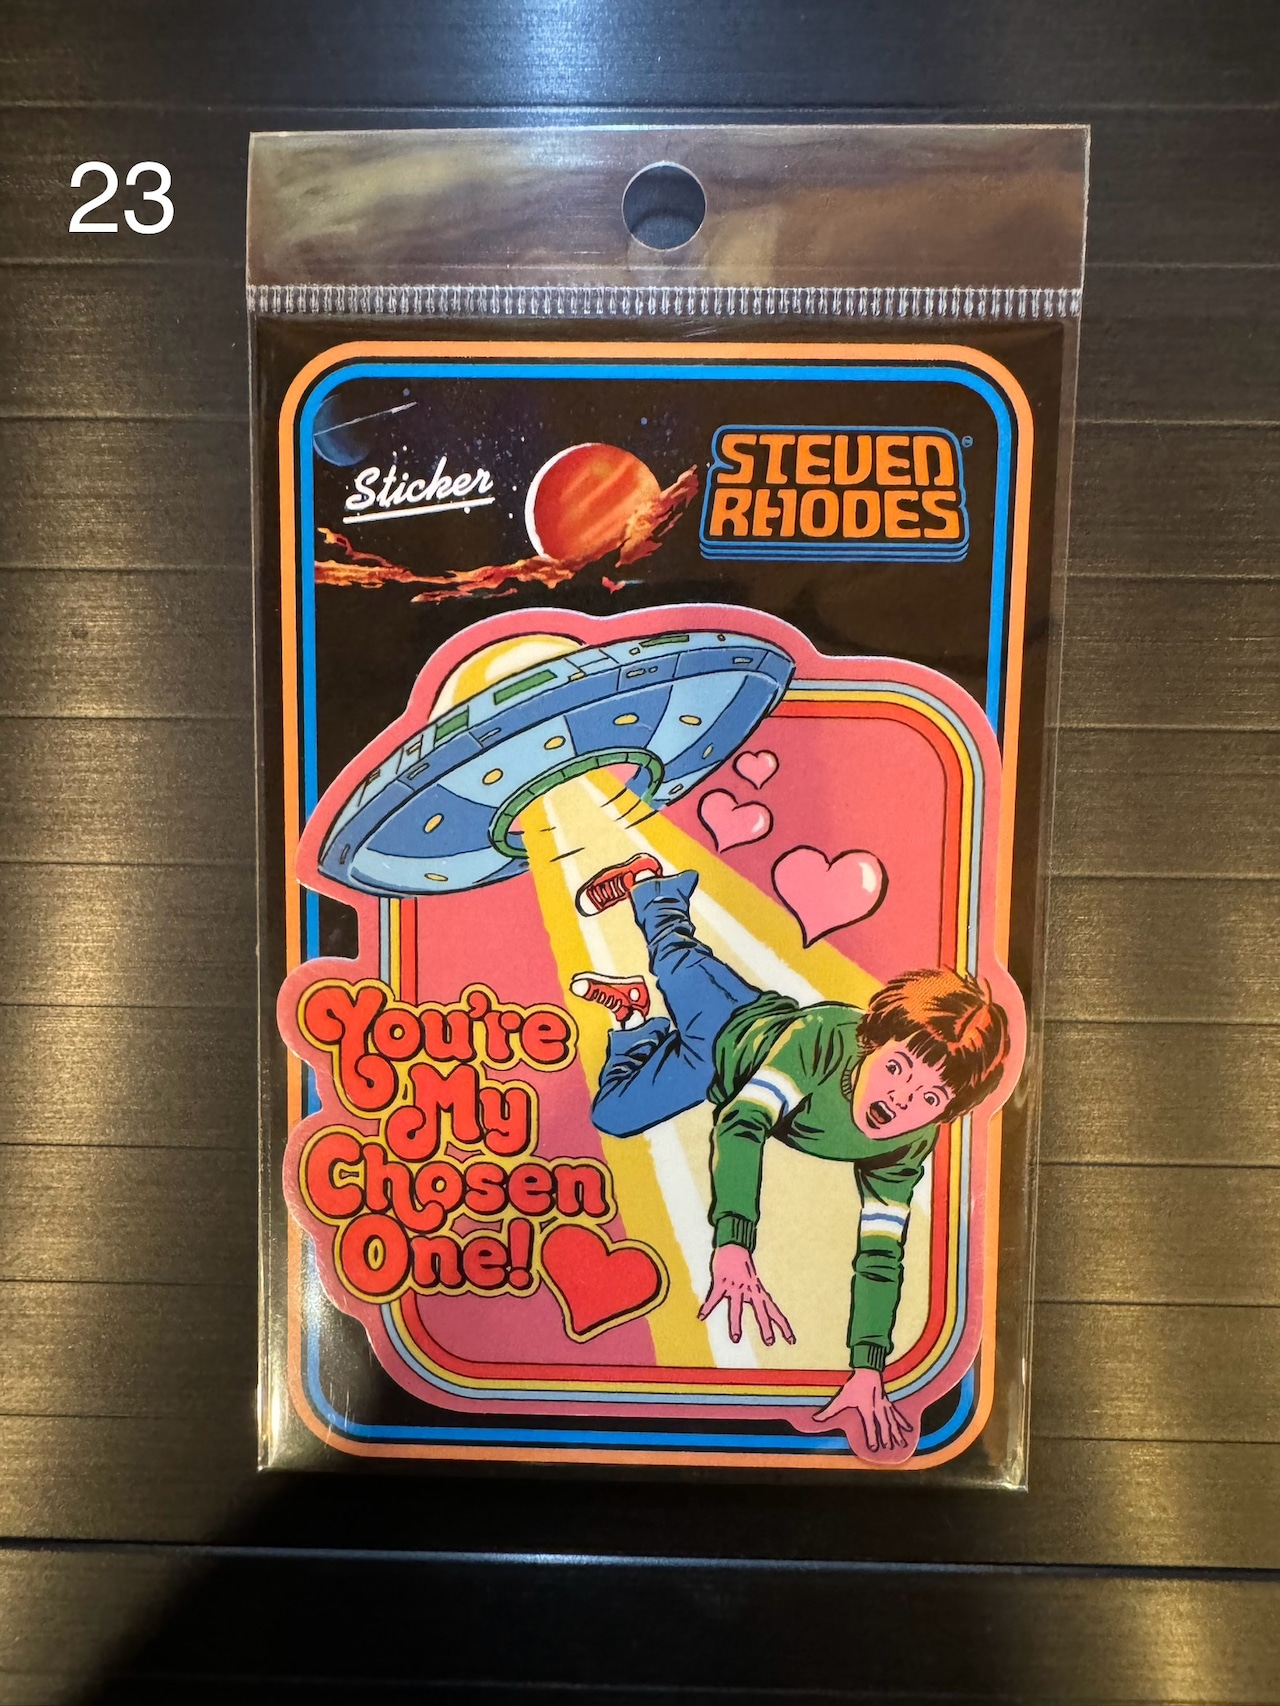 23
Sticker
STEVEN
RHODES®
You're
My
Chosen
One!